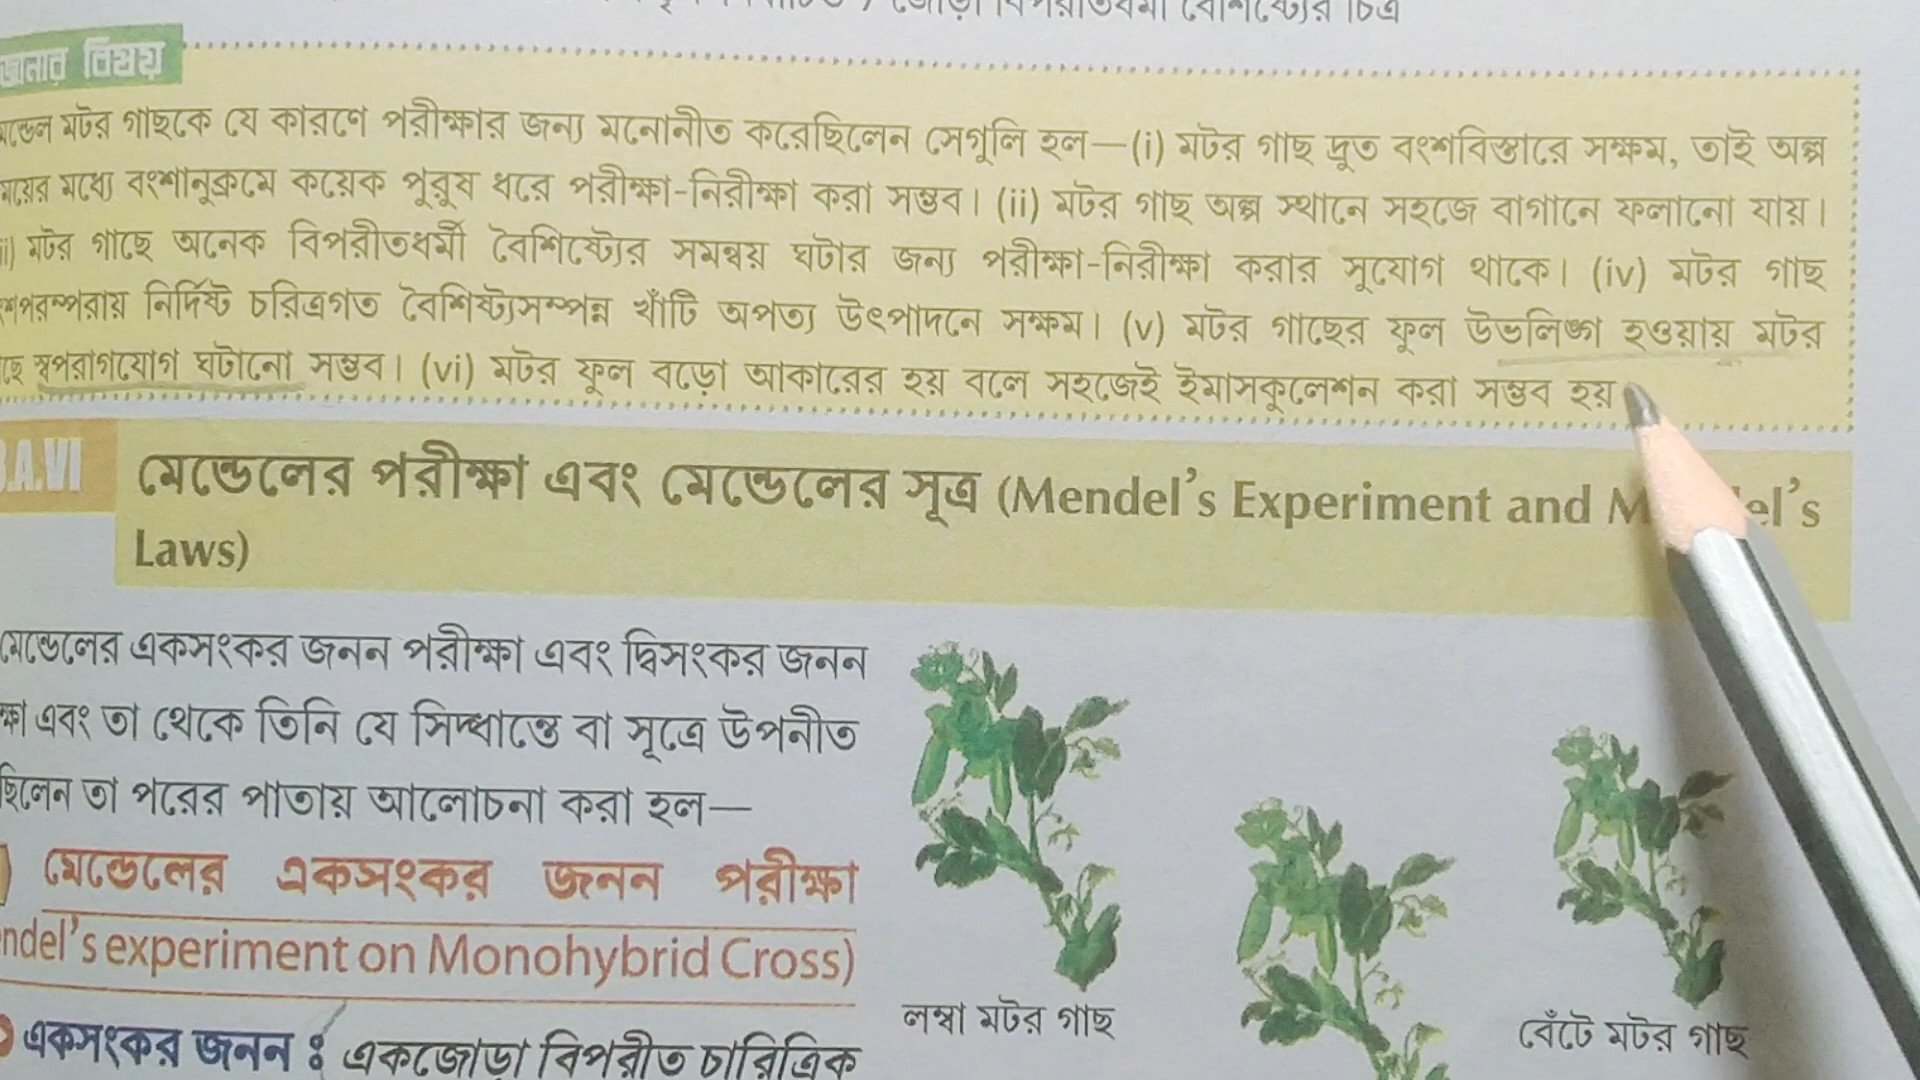 বৈশিষ্ট্যের চিত্র
জানার বিষয়
মেন্ডেল মটর গাছকে যে কারণে পরীক্ষার জন্য মনোনীত করেছিলেন সেগুলি হল—(i) মটর গাছ দ্রুত বংশবিস্তারে সক্ষম, তাই অল্প
ময়ের মধ্যে বংশানুক্রমে কয়েক পুরুষ ধরে পরীক্ষা-নিরীক্ষা করা সম্ভব। (ii) মটর গাছ অল্প স্থানে সহজে বাগানে ফলানো যায়।
ii) মটর গাছে অনেক বিপরীতধর্মী বৈশিষ্ট্যের সমন্বয় ঘটার জন্য পরীক্ষা-নিরীক্ষা করার সুযোগ থাকে। (iv) মটর গাছ
শপরম্পরায় নির্দিষ্ট চরিত্রগত বৈশিষ্ট্যসম্পন্ন খাঁটি অপত্য উৎপাদনে সক্ষম। (v) মটর গাছের ফুল উভলিঙ্গ হওয়ায় মটর
ছে স্বপরাগযোগ ঘটানো সম্ভব। (vi) মটর ফুল বড়ো আকারের হয় বলে সহজেই ইমাসকুলেশন করা সম্ভব হয়
.A.VI মেন্ডেলের পরীক্ষা এবং মেন্ডেলের সূত্র (Mendel's Experiment and M el's
Laws)
মেন্ডেলের একসংকর জনন পরীক্ষা এবং দ্বিসংকর জনন
ক্ষা এবং তা থেকে তিনি যে সিদ্ধান্তে বা সূত্রে উপনীত
ছিলেন তা পরের পাতায় আলোচনা করা হল—
মেন্ডেলের একসংকর জনন পরীক্ষা
ndel's experiment on Monohybrid Cross)
একসংকর জনন : একজোড়া বিপরীত চারিত্রিক
লম্বা মটর গাছ
বেঁটে মটর গাছ